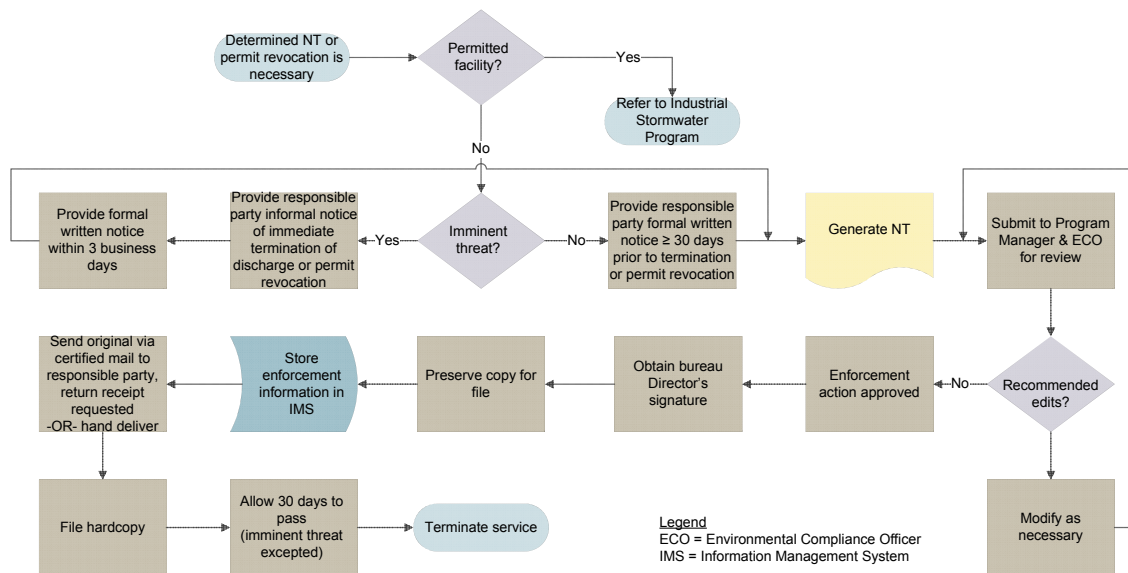 Determined NT or
permit revocation is
necessary
Permitted
facility?
Yes
Refer to Industrial
Stormwater
Program
No
Provide formal
written notice
within 3 business
days
Provide responsible
party informal notice
of immediate
termination of
discharge or permit
revocation
Yes
Imminent
threat?
No
Provide responsible
party formal written
notice ≥ 30 days
prior to termination
or permit revocation
Generate NT
Submit to Program
Manager & ECO
for review
Send original via
certified mail to
responsible party,
return receipt
requested
-OR- hand deliver
Store
enforcement
information in
IMS
Preserve copy for
file
Obtain bureau
Director's
signature
Enforcement
action approved
No
Recommended
edits?
File hardcopy
Allow 30 days to
pass
(imminent threat
excepted)
Terminate service
Legend
ECO = Environmental Compliance Officer
IMS = Information Management System
Modify as
necessary